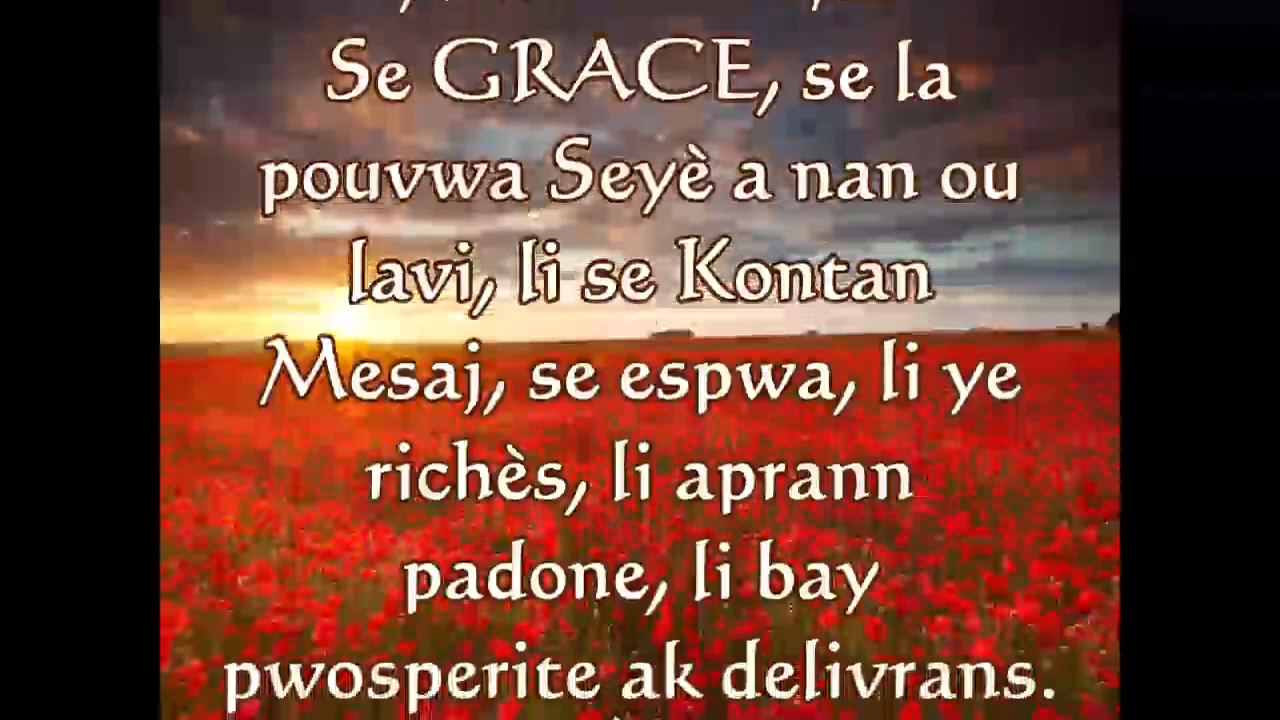 Se GRACE, se la
pouvwa Seyè a nan ou
lavi, li se Kontan
Mesaj, se espwa, li ye
richès, li aprann
padone, li bay
pwosperite ak delivrans.